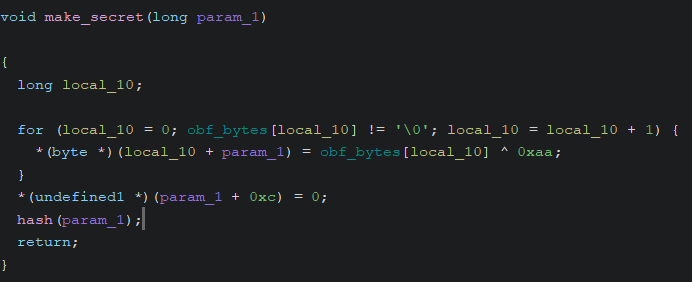 void make_secret(long param_1)
{
long local_10;
for (local_10 = 0; obf_bytes[local_10] != '\0'; local_10 = local_10 + 1) {
*(byte *)(local_10 + param_1) = obf_bytes[local_10] ^ 0xaa;
}
*(undefined1 *)(param_1 + 0xc) = 0;
hash(param_1);
return;
}